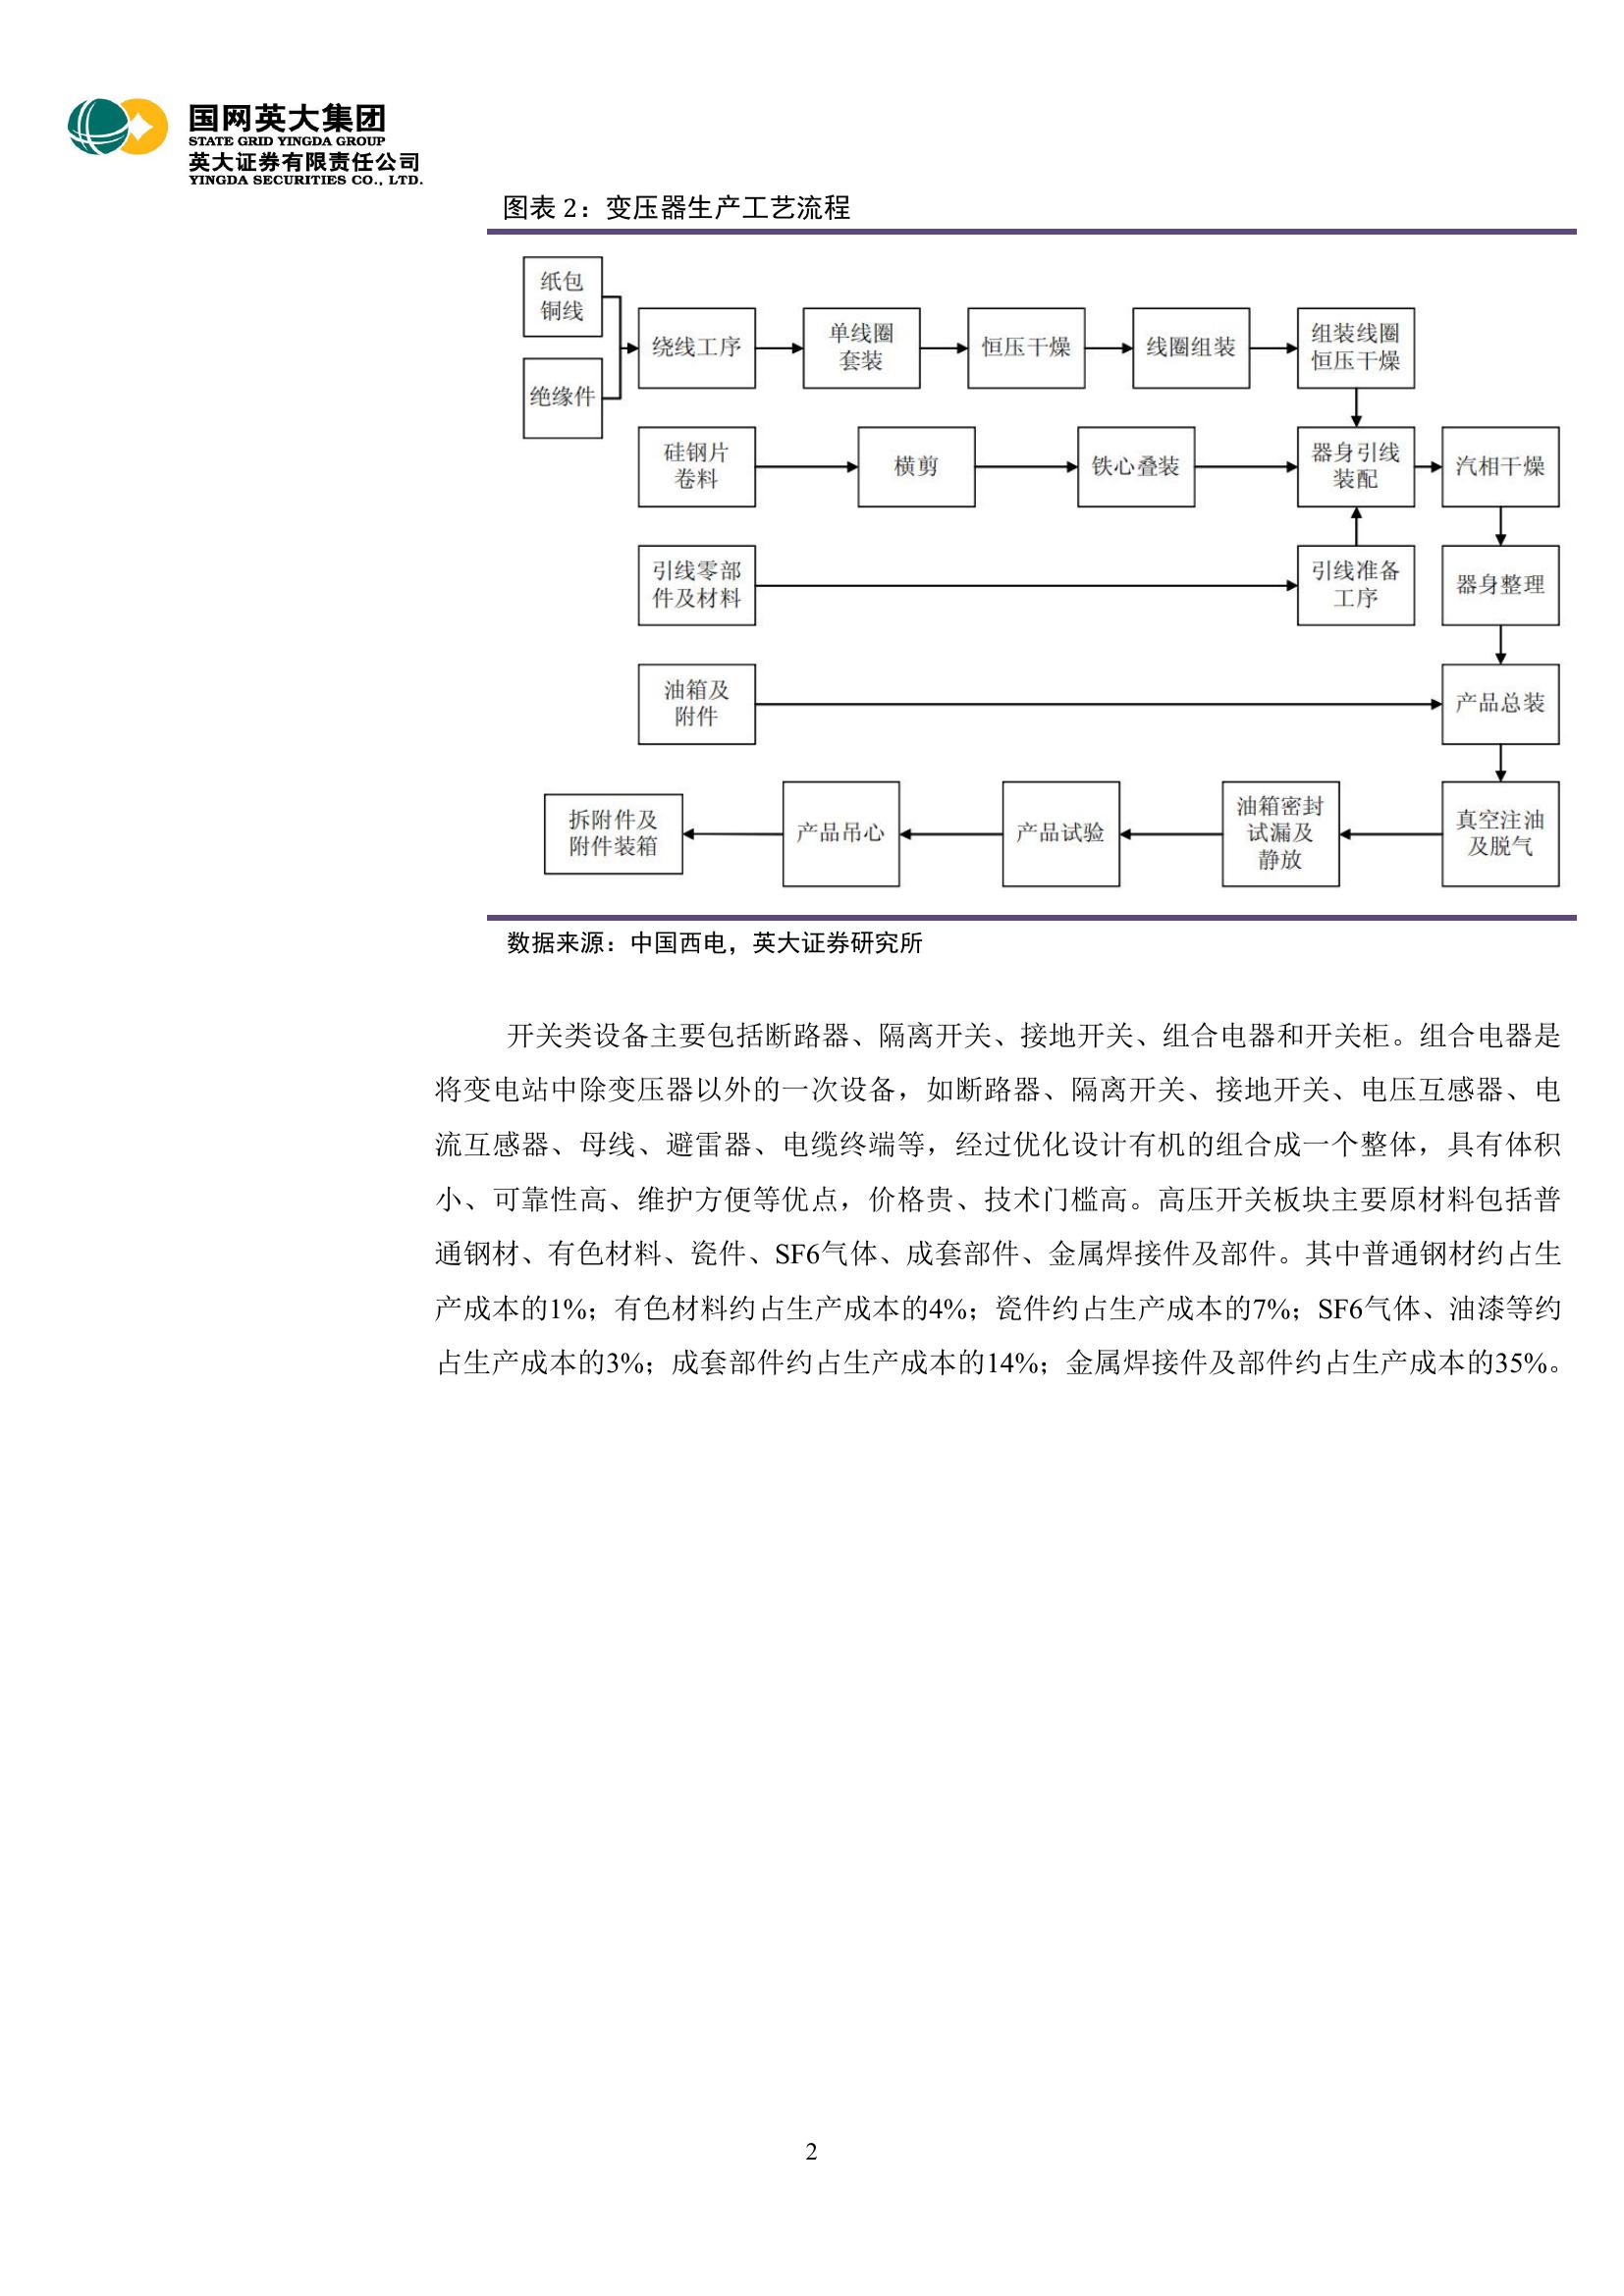 国网英大集团
STATE GRID YINGDA GROUP
英大证券有限责任公司
YINGDA SECURITIES CO., LTD.
图表 2：变压器生产工艺流程
纸包
铜线
绝缘件
绕线工序
单线圈
套装
恒压干燥
线圈组装
组装线圈
恒压干燥
硅钢片
卷料
横剪
铁心叠装
器身引线
装配
汽相干燥
引线零部
件及材料
引线准备
工序
器身整理
油箱及
附件
产品总装
拆附件及
附件装箱
产品吊心
产品试验
油箱密封
试漏及
静放
真空注油
及脱气
数据来源：中国西电，英大证券研究所
开关类设备主要包括断路器、隔离开关、接地开关、组合电器和开关柜。组合电器是
将变电站中除变压器以外的一次设备，如断路器、隔离开关、接地开关、电压互感器、电
流互感器、母线、避雷器、电缆终端等，经过优化设计有机的组合成一个整体，具有体积
小、可靠性高、维护方便等优点，价格贵、技术门槛高。高压开关板块主要原材料包括普
通钢材、有色材料、瓷件、SF6气体、成套部件、金属焊接件及部件。其中普通钢材约占生
产成本的1%；有色材料约占生产成本的4%；瓷件约占生产成本的7%；SF6气体、油漆等约
占生产成本的3%；成套部件约占生产成本的14%；金属焊接件及部件约占生产成本的35%。
2